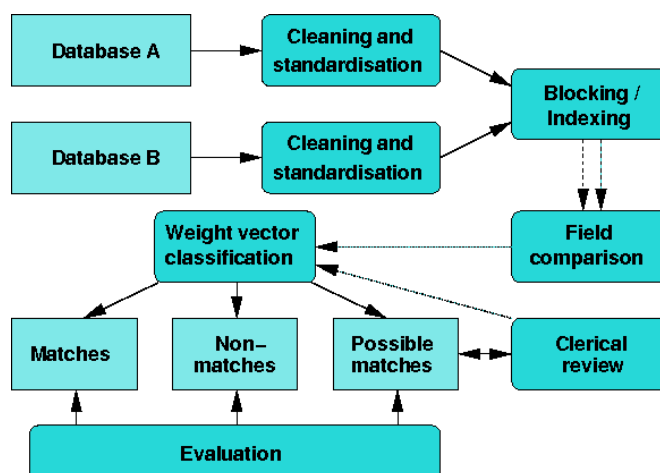 Database A
Cleaning and
standardisation
Blocking /
Indexing
Database B
Cleaning and
standardisation
Weight vector
classification
Field
comparison
Matches
Non–
matches
Possible
matches
Clerical
review
Evaluation